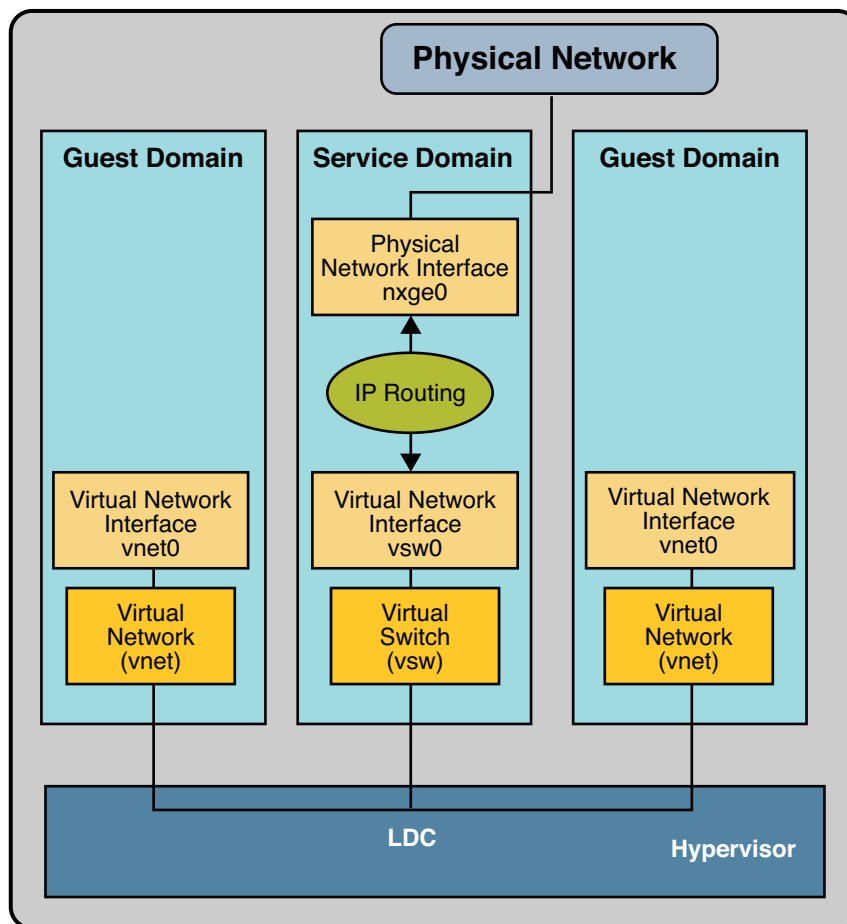 Physical Network
Guest Domain
Service Domain
Guest Domain
Physical
Network Interface
nxge0
IP Routing
Virtual Network
Interface
vnet0
Virtual Network
Interface
vsw0
Virtual Network
Interface
vnet0
Virtual
Network
(vnet)
Virtual
Switch
(vsw)
Virtual
Network
(vnet)
LDC
Hypervisor